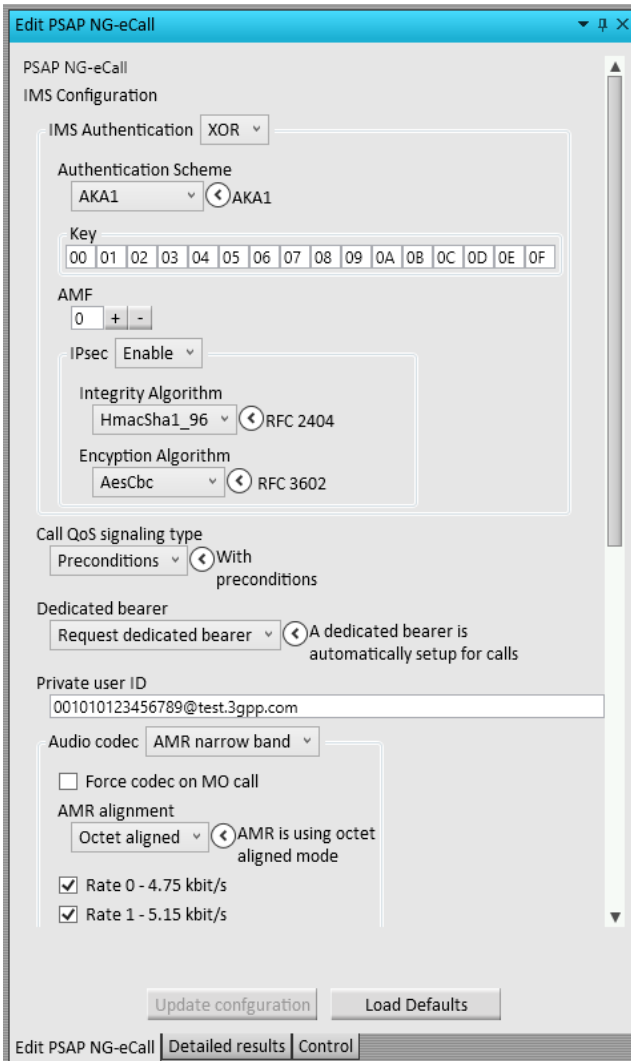 Edit PSAP NG-eCall
PSAP NG-eCall
IMS Configuration
IMS Authentication XOR
Authentication Scheme
AKA1 AKA1
Key
00 01 02 03 04 05 06 07 08 09 0A 0B 0C 0D 0E 0F
AMF
0 + -
IPsec Enable
Integrity Algorithm
HmacSha1_96 RFC 2404
Encyption Algorithm
AesCbc RFC 3602
Call QoS signaling type
Preconditions With
preconditions
Dedicated bearer
Request dedicated bearer A dedicated bearer is
automatically setup for calls
Private user ID
001010123456789@test.3gpp.com
Audio codec AMR narrow band
Force codec on MO call
AMR alignment
Octet aligned AMR is using octet
aligned mode
Rate 0 - 4.75 kbit/s
Rate 1 - 5.15 kbit/s
Update confguration Load Defaults
Edit PSAP NG-eCall Detailed results Control